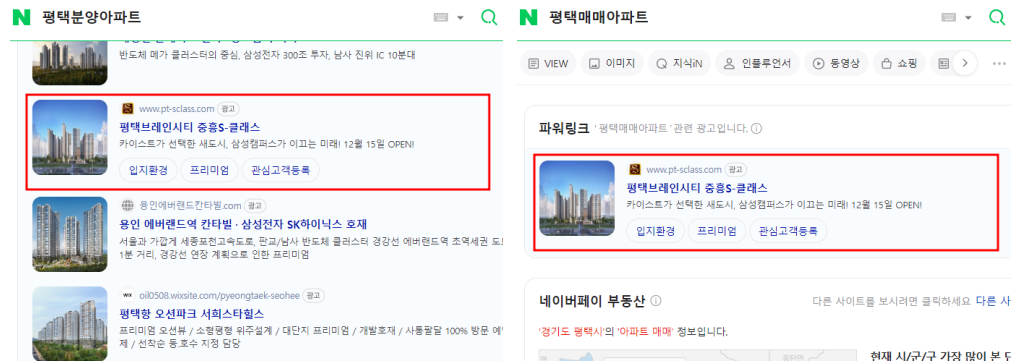 N 평택분양아파트
반도체 메가 클러스터의 중심, 삼성전자 300조 투자, 남사 진위 IC 10분대
www.pt-sclass.com 광고
평택브레인시티 중흥S-클래스
카이스트가 선택한 새도시, 삼성캠퍼스가 이끄는 미래! 12월 15일 OPEN!
입지환경 프리미엄 관심고객등록
용인에버랜드칸타빌.com 광고
용인 에버랜드역 칸타빌 · 삼성전자 SK하이닉스 호재
서울과 가깝게 세종포천고속도로, 판교/남사 반도체 클러스터 경강선 에버랜드역 초역세권 도
1분 거리, 경강선 연장 계획으로 인한 프리미엄
WIX oil0508.wixsite.com/pyeongtaek-seohee 광고
평택항 오션파크 서희스타힐스
프리미엄 오션뷰 / 소형평형 위주설계 / 대단지 프리미엄 / 개발호재 / 사통팔달 100% 방문 예
제 / 선착순 동.호수 지정 담당
N 평택매매아파트
VIEW 이미지 지식iN 인플루언서 동영상 쇼핑
파워링크 '평택매매아파트' 관련 광고입니다.
www.pt-sclass.com 광고
평택브레인시티 중흥S-클래스
카이스트가 선택한 새도시, 삼성캠퍼스가 이끄는 미래! 12월 15일 OPEN!
입지환경 프리미엄 관심고객등록
네이버페이 부동산 다른 사이트를 보시려면 클릭하세요 다른 사
'경기도 평택시'의 '아파트 매매' 정보입니다.
현재 시/군/구 가장 많이 본 단